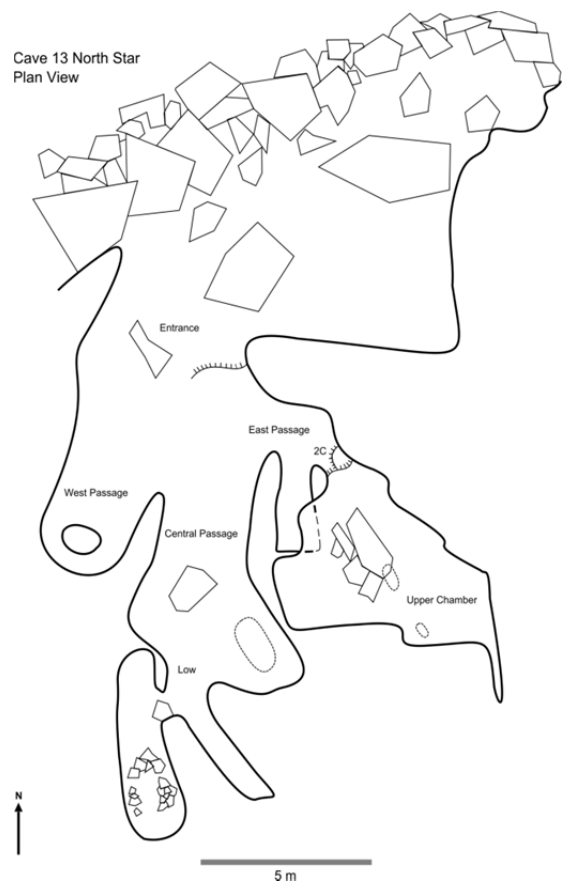 Cave 13 North Star
Plan View
Entrance
East Passage
2C
West Passage
Central Passage
Upper Chamber
Low
N
5 m